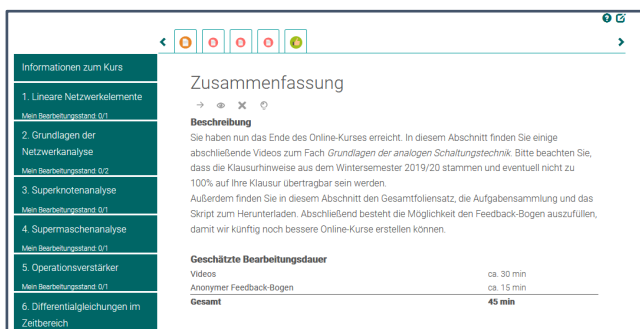 Informationen zum Kurs
1. Lineare Netzwerkelemente
Mein Bearbeitungsstand: 0/1
2. Grundlagen der
Netzwerkanalyse
Mein Bearbeitungsstand: 0/2
3. Superknotenanalyse
Mein Bearbeitungsstand: 0/1
4. Supermaschenanalyse
Mein Bearbeitungsstand: 0/1
5. Operationsverstärker
Mein Bearbeitungsstand: 0/1
6. Differentialgleichungen im
Zeitbereich
Zusammenfassung
Beschreibung
Sie haben nun das Ende des Online-Kurses erreicht. In diesem Abschnitt finden Sie einige
abschließende Videos zum Fach Grundlagen der analogen Schaltungstechnik. Bitte beachten Sie,
dass die Klausurhinweise aus dem Wintersemester 2019/20 stammen und eventuell nicht zu
100% auf Ihre Klausur übertragbar sein werden.
Außerdem finden Sie in diesem Abschnitt den Gesamtfoliensatz, die Aufgabensammlung und das
Skript zum Herunterladen. Abschließend besteht die Möglichkeit den Feedback-Bogen auszufüllen,
damit wir künftig noch bessere Online-Kurse erstellen können.
Geschätzte Bearbeitungsdauer
Videos ca. 30 min
Anonymer Feedback-Bogen ca. 15 min
Gesamt 45 min